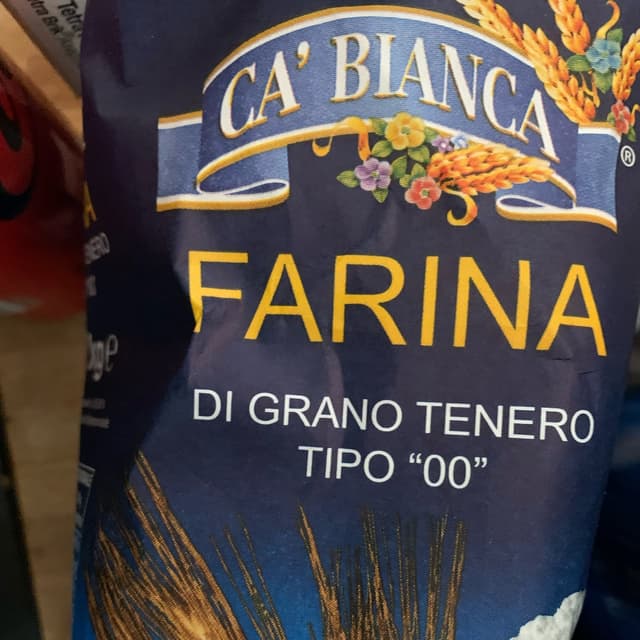 CA' BIANCA
®
FARINA
DI GRANO TENERO
TIPO “00”